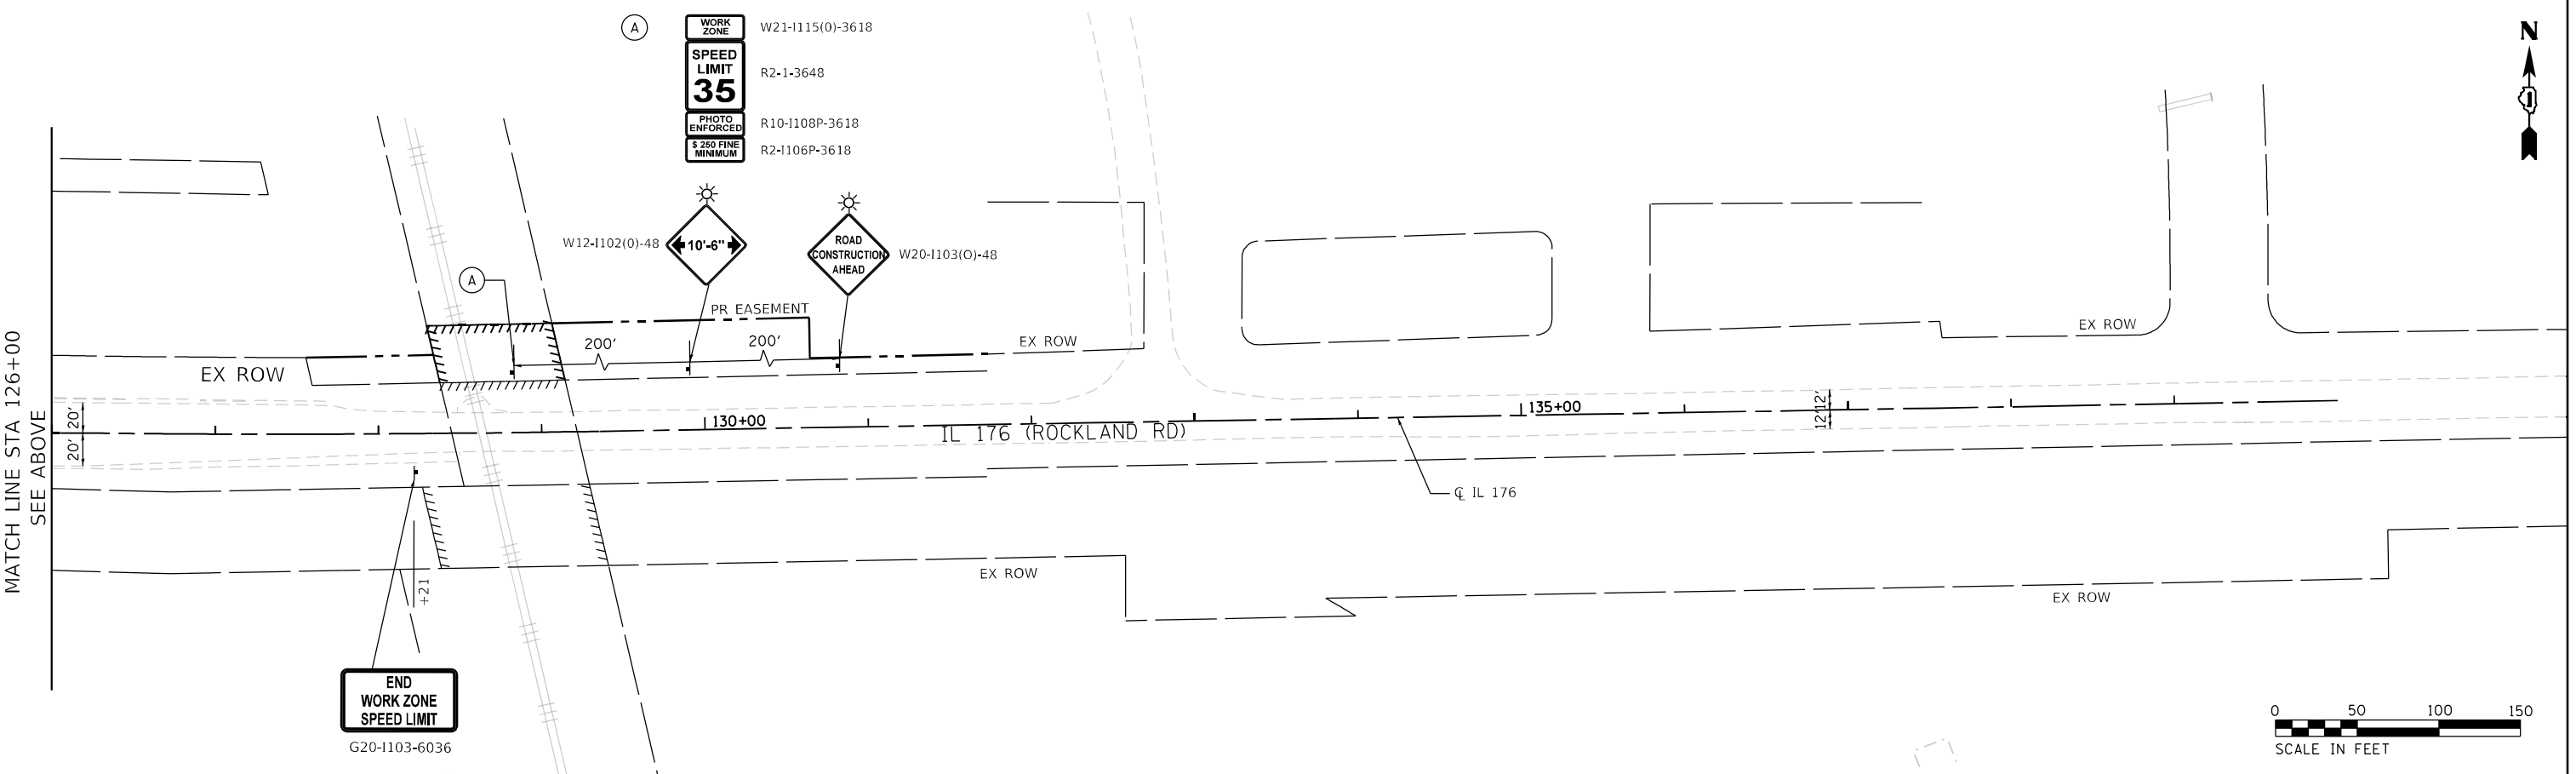 A
WORK
ZONE
W21-I115(O)-3618
SPEED
LIMIT
35
R2-1-3648
PHOTO
ENFORCED
R10-I108P-3618
$ 250 FINE
MINIMUM
R2-I106P-3618
N
W12-I102(O)-48
10'-6"
ROAD
CONSTRUCTION
AHEAD
W20-I103(O)-48
A
PR EASEMENT
200'
200'
EX ROW
EX ROW
EX ROW
MATCH LINE STA 126+00
SEE ABOVE
20'
20'
130+00
IL 176 (ROCKLAND RD)
135+00
12'
12'
℄ IL 176
EX ROW
EX ROW
+21
END
WORK ZONE
SPEED LIMIT
G20-I103-6036
0 50 100 150
SCALE IN FEET